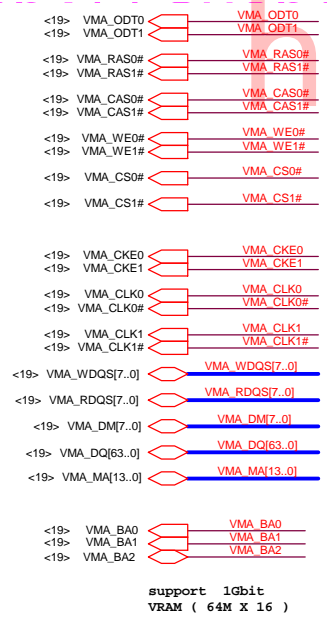 <19> VMA_ODT0 VMA_ODT0
<19> VMA_ODT1 VMA_ODT1
<19> VMA_RAS0# VMA_RAS0#
<19> VMA_RAS1# VMA_RAS1#
<19> VMA_CAS0# VMA_CAS0#
<19> VMA_CAS1# VMA_CAS1#
<19> VMA_WE0# VMA_WE0#
<19> VMA_WE1# VMA_WE1#
<19> VMA_CS0# VMA_CS0#
<19> VMA_CS1# VMA_CS1#
<19> VMA_CKE0 VMA_CKE0
<19> VMA_CKE1 VMA_CKE1
<19> VMA_CLK0 VMA_CLK0
<19> VMA_CLK0# VMA_CLK0#
<19> VMA_CLK1 VMA_CLK1
<19> VMA_CLK1# VMA_CLK1#
<19> VMA_WDQS[7..0] VMA_WDQS[7..0]
<19> VMA_RDQS[7..0] VMA_RDQS[7..0]
<19> VMA_DM[7..0] VMA_DM[7..0]
<19> VMA_DQ[63..0] VMA_DQ[63..0]
<19> VMA_MA[13..0] VMA_MA[13..0]
<19> VMA_BA0 VMA_BA0
<19> VMA_BA1 VMA_BA1
<19> VMA_BA2 VMA_BA2
support 1Gbit
VRAM ( 64M X 16 )